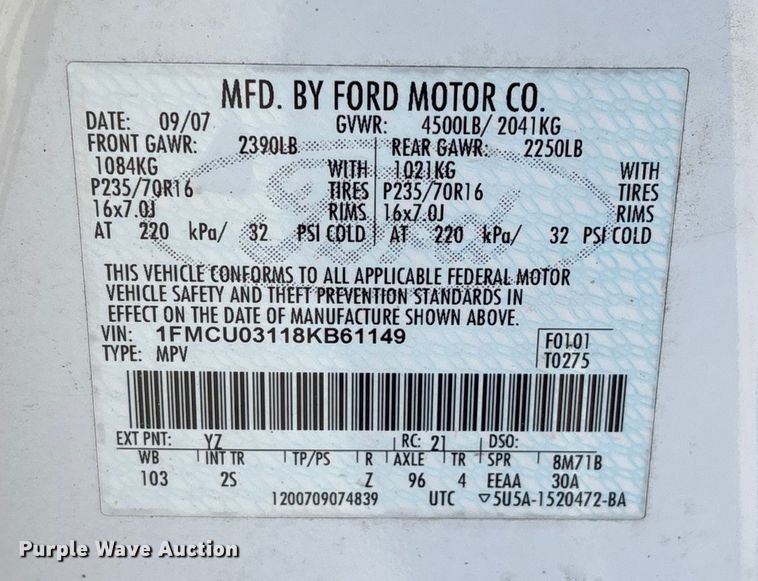 MFD. BY FORD MOTOR CO.
DATE: 09/07 GVWR: 4500LB/ 2041KG
FRONT GAWR: 2390LB REAR GAWR: 2250LB
1084KG WITH 1021KG WITH
P235/70R16 TIRES P235/70R16 TIRES
16x7.0J RIMS 16x7.0J RIMS
AT 220 kPa/ 32 PSI COLD AT 220 kPa/ 32 PSI COLD
THIS VEHICLE CONFORMS TO ALL APPLICABLE FEDERAL MOTOR
VEHICLE SAFETY AND THEFT PREVENTION STANDARDS IN
EFFECT ON THE DATE OF MANUFACTURE SHOWN ABOVE.
VIN: 1FMCU03118KB61149 F0101
TYPE: MPV T0275
EXT PNT: YZ RC: 21 DSO:
WB INT TR TP/PS R AXLE TR SPR 8M71B
103 2S Z 96 4 EEAA 30A
1200709074839 UTC ▽5U5A-1520472-BA
Purple Wave Auction